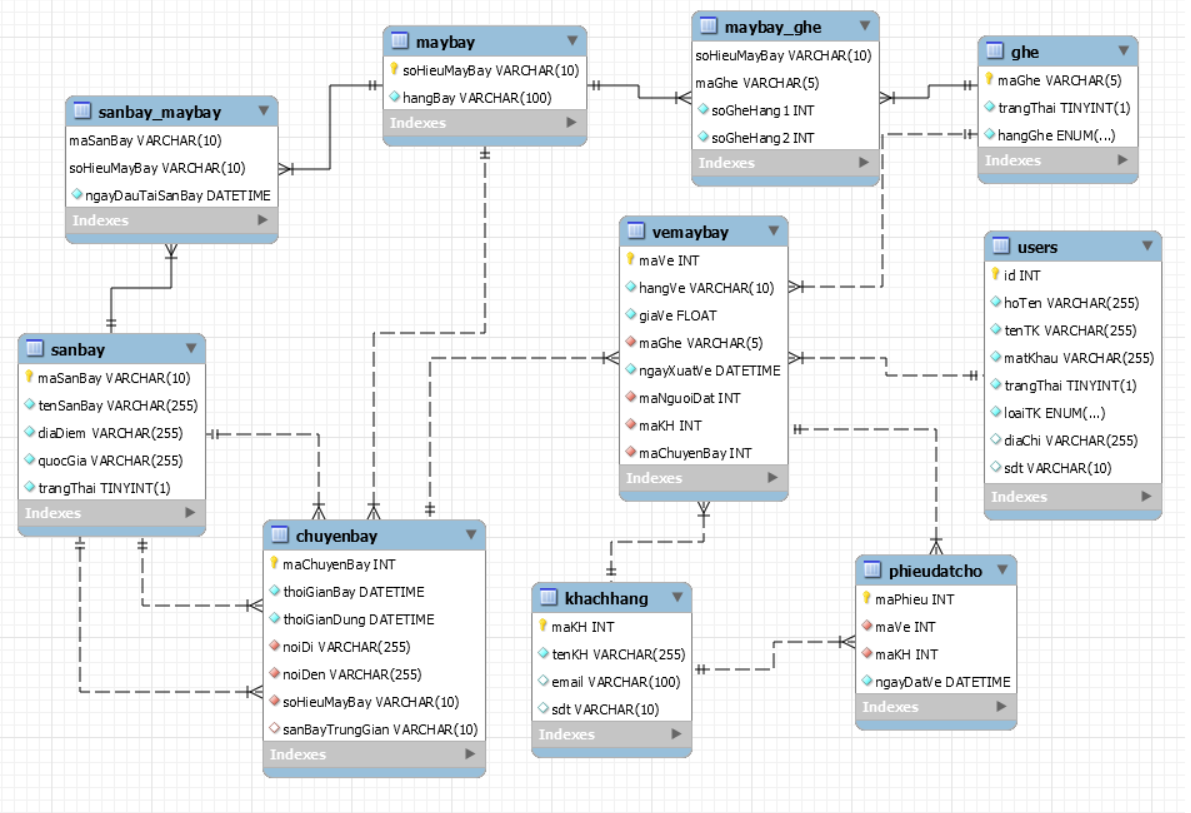 maybay
soHieuMayBay VARCHAR(10)
hangBay VARCHAR(100)
Indexes
maybay_ghe
soHieuMayBay VARCHAR(10)
maGhe VARCHAR(5)
soGheHang1 INT
soGheHang2 INT
Indexes
ghe
maGhe VARCHAR(5)
trangThai TINYINT(1)
hangGhe ENUM(...)
Indexes
sanbay_maybay
maSanBay VARCHAR(10)
soHieuMayBay VARCHAR(10)
ngayDauTaiSanBay DATETIME
Indexes
vemaybay
maVe INT
hangVe VARCHAR(10)
giaVe FLOAT
maGhe VARCHAR(5)
ngayXuatVe DATETIME
maNguoiDat INT
maKH INT
maChuyenBay INT
Indexes
users
id INT
hoTen VARCHAR(255)
tenTK VARCHAR(255)
matKhau VARCHAR(255)
trangThai TINYINT(1)
loaiTK ENUM(...)
diaChi VARCHAR(255)
sdt VARCHAR(10)
Indexes
sanbay
maSanBay VARCHAR(10)
tenSanBay VARCHAR(255)
diaDiem VARCHAR(255)
quocGia VARCHAR(255)
trangThai TINYINT(1)
Indexes
chuyenbay
maChuyenBay INT
thoiGianBay DATETIME
thoiGianDung DATETIME
noiDi VARCHAR(255)
noiDen VARCHAR(255)
soHieuMayBay VARCHAR(10)
sanBayTrungGian VARCHAR(10)
Indexes
khachhang
maKH INT
tenKH VARCHAR(255)
email VARCHAR(100)
sdt VARCHAR(10)
Indexes
phieudatcho
maPhieu INT
maVe INT
maKH INT
ngayDatVe DATETIME
Indexes